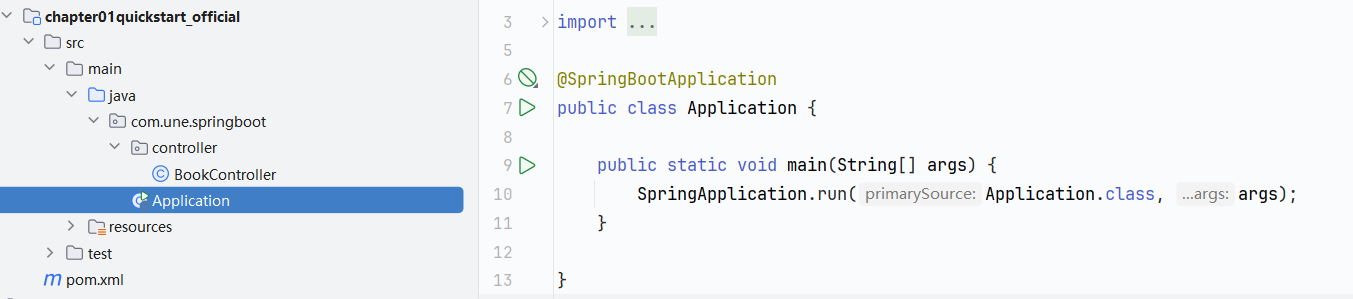 chapter01quickstart_official
src
main
java
com.une.springboot
controller
BookController
Application
resources
test
pom.xml
3 import ...
5
6 @SpringBootApplication
7 public class Application {
8
9 public static void main(String[] args) {
10 SpringApplication.run( primarySource: Application.class, ...args: args);
11 }
12
13 }